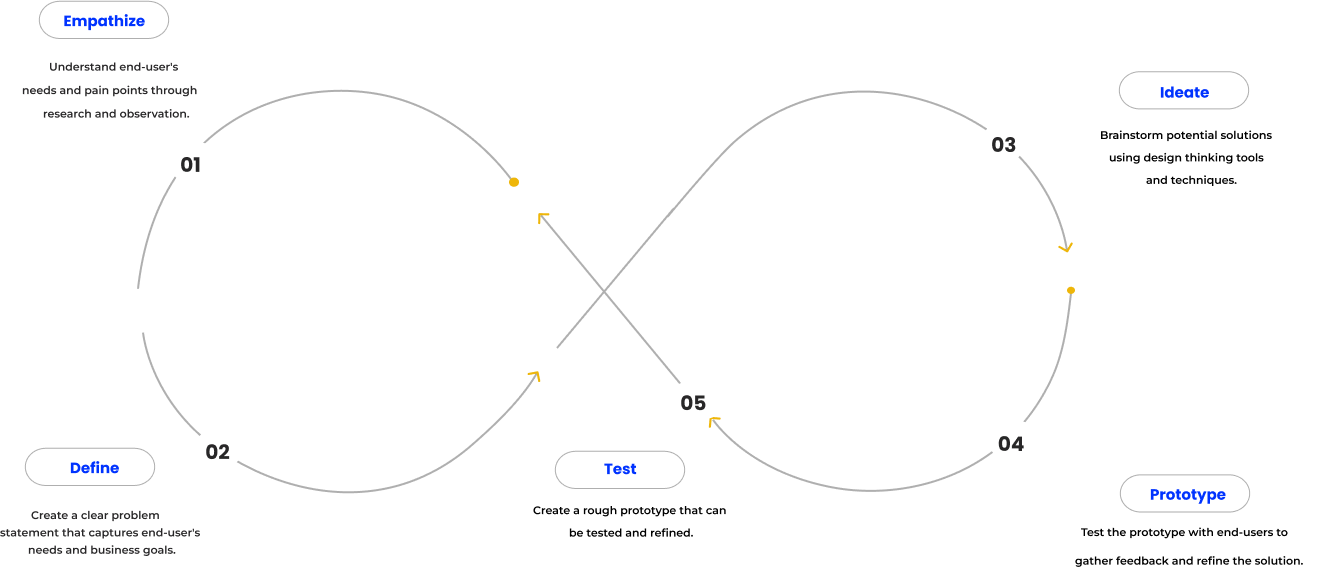 Empathize
Understand end-user's
needs and pain points through
research and observation.
01
02
Define
Create a clear problem
statement that captures end-user's
needs and business goals.
03
Ideate
Brainstorm potential solutions
using design thinking tools
and techniques.
04
Prototype
Test the prototype with end-users to
gather feedback and refine the solution.
05
Test
Create a rough prototype that can
be tested and refined.